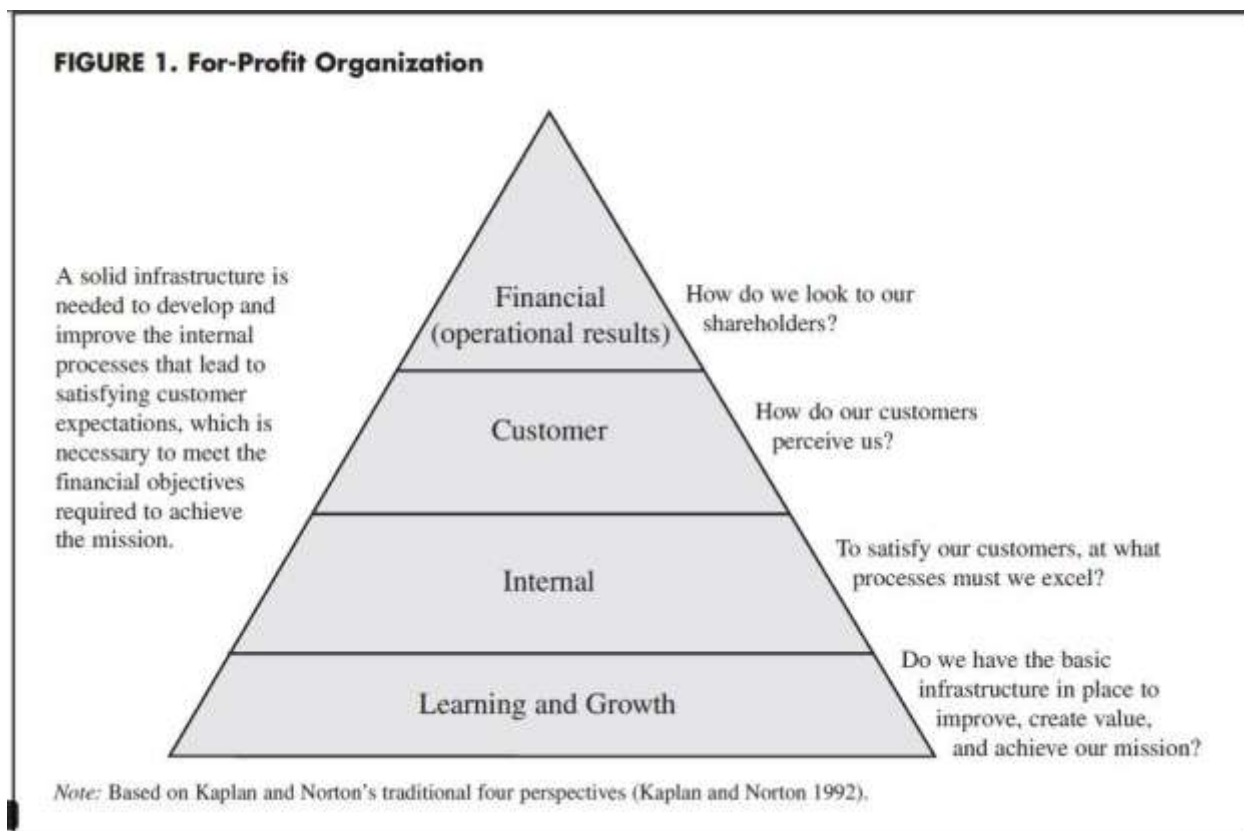 FIGURE 1. For-Profit Organization
A solid infrastructure is
needed to develop and
improve the internal
processes that lead to
satisfying customer
expectations, which is
necessary to meet the
financial objectives
required to achieve
the mission.
Financial
(operational results)
How do we look to our
shareholders?
Customer
How do our customers
perceive us?
Internal
To satisfy our customers, at what
processes must we excel?
Learning and Growth
Do we have the basic
infrastructure in place to
improve, create value,
and achieve our mission?
Note: Based on Kaplan and Norton's traditional four perspectives (Kaplan and Norton 1992).